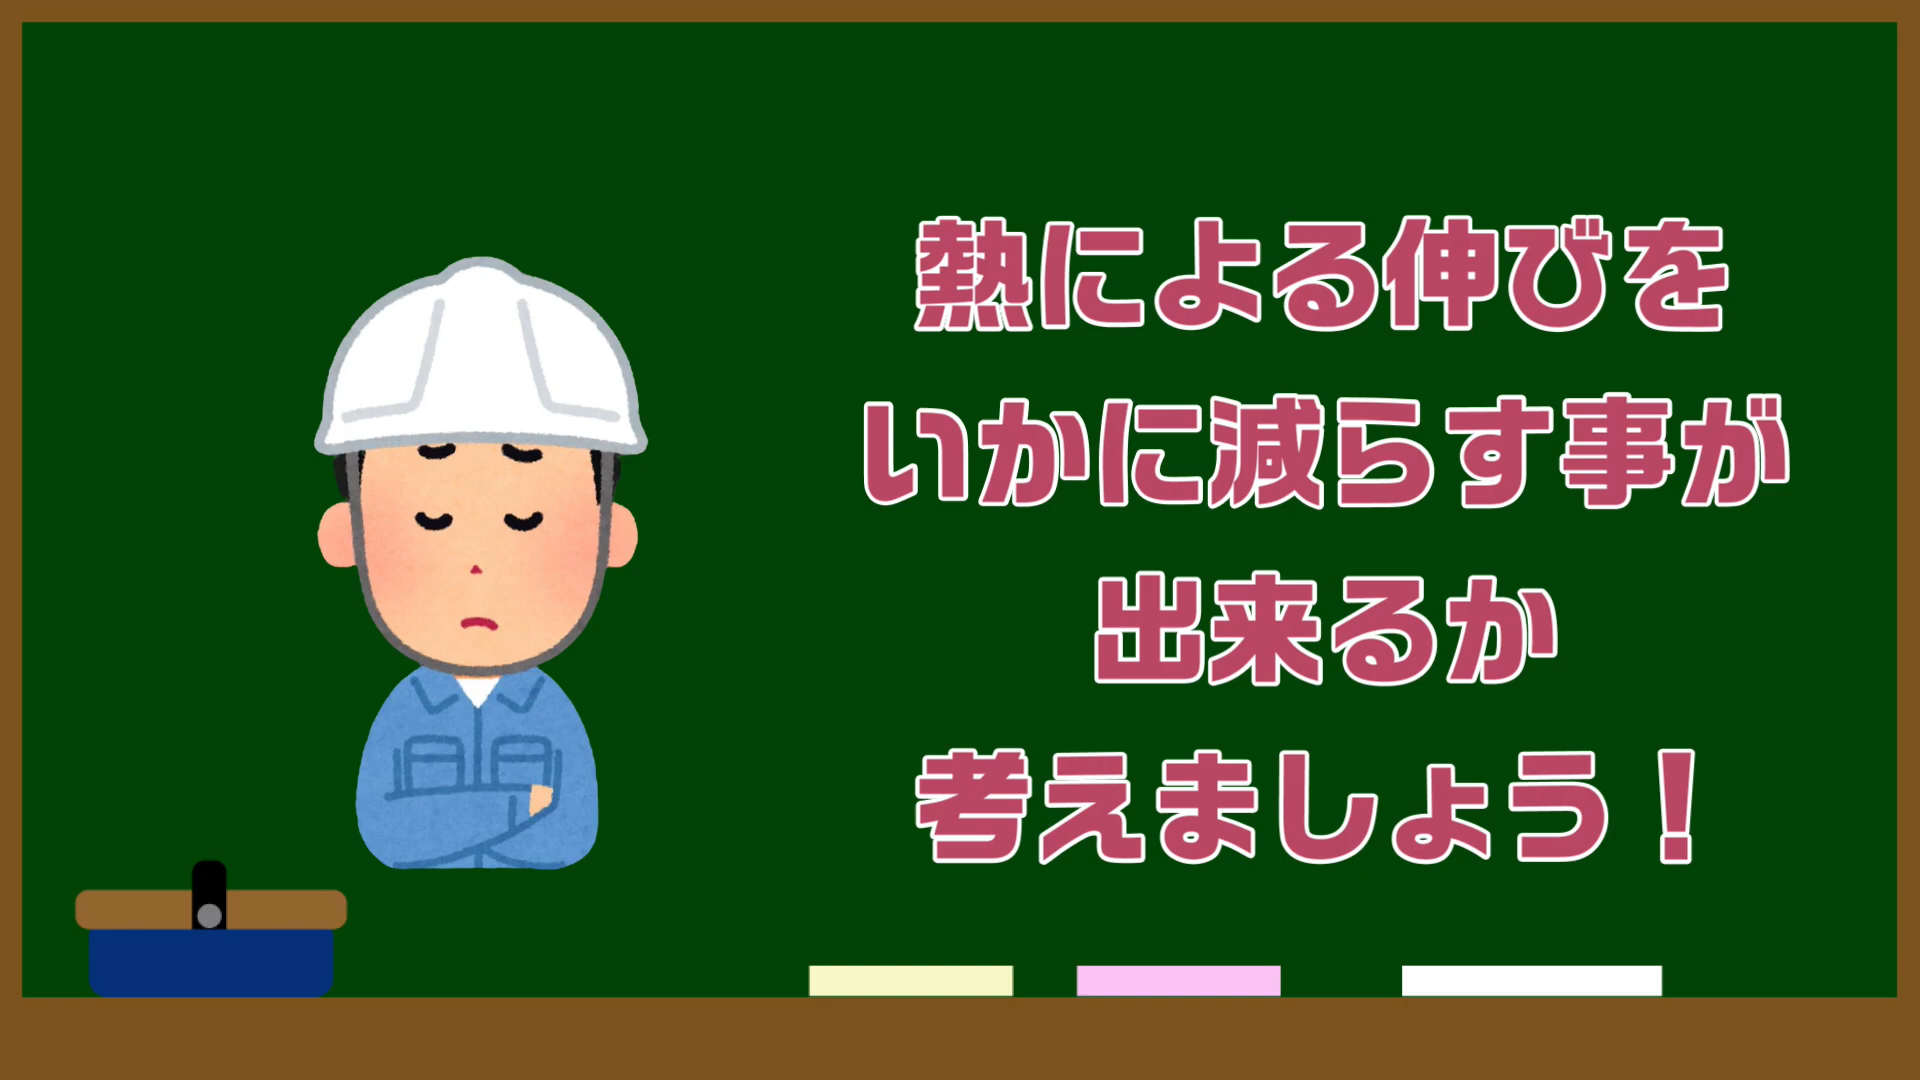 熱による伸びを
いかに減らす事が
出来るか
考えましょう！